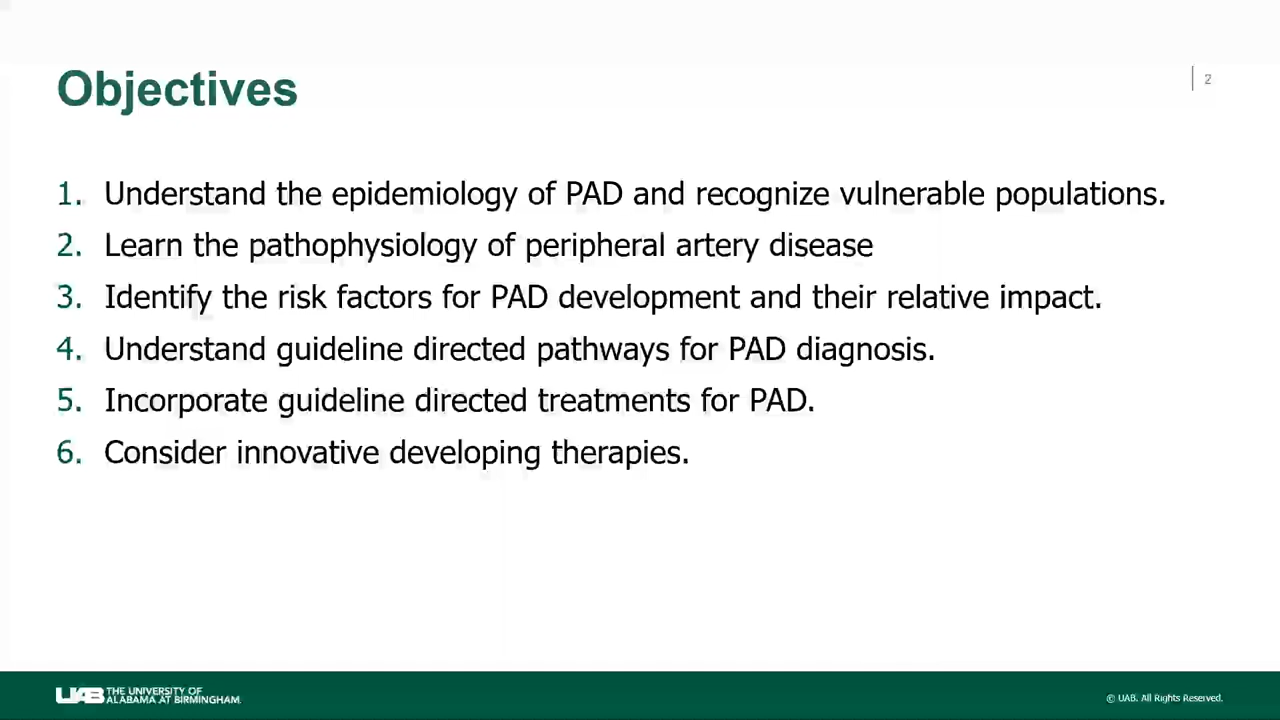 Objectives
2
1. Understand the epidemiology of PAD and recognize vulnerable populations.
2. Learn the pathophysiology of peripheral artery disease
3. Identify the risk factors for PAD development and their relative impact.
4. Understand guideline directed pathways for PAD diagnosis.
5. Incorporate guideline directed treatments for PAD.
6. Consider innovative developing therapies.
UAB THE UNIVERSITY OF
ALABAMA AT BIRMINGHAM.
© UAB. All Rights Reserved.